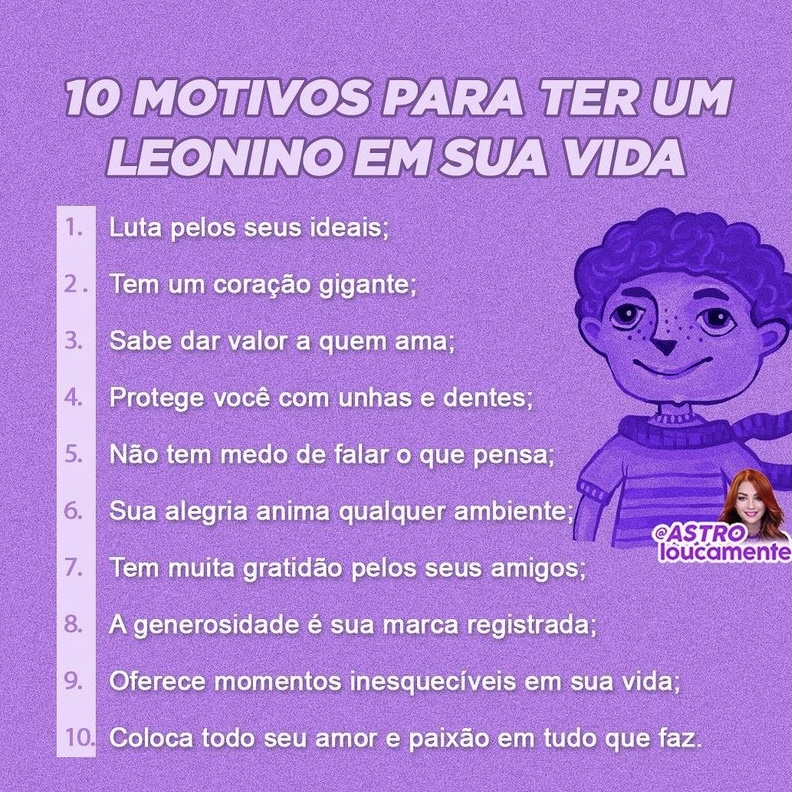 10 MOTIVOS PARA TER UM
LEONINO EM SUA VIDA
1. Luta pelos seus ideais;
2. Tem um coração gigante;
3. Sabe dar valor a quem ama;
4. Protege você com unhas e dentes;
5. Não tem medo de falar o que pensa;
6. Sua alegria anima qualquer ambiente;
@ASTRO
loucamente
7. Tem muita gratidão pelos seus amigos;
8. A generosidade é sua marca registrada;
9. Oferece momentos inesquecíveis em sua vida;
10. Coloca todo seu amor e paixão em tudo que faz.